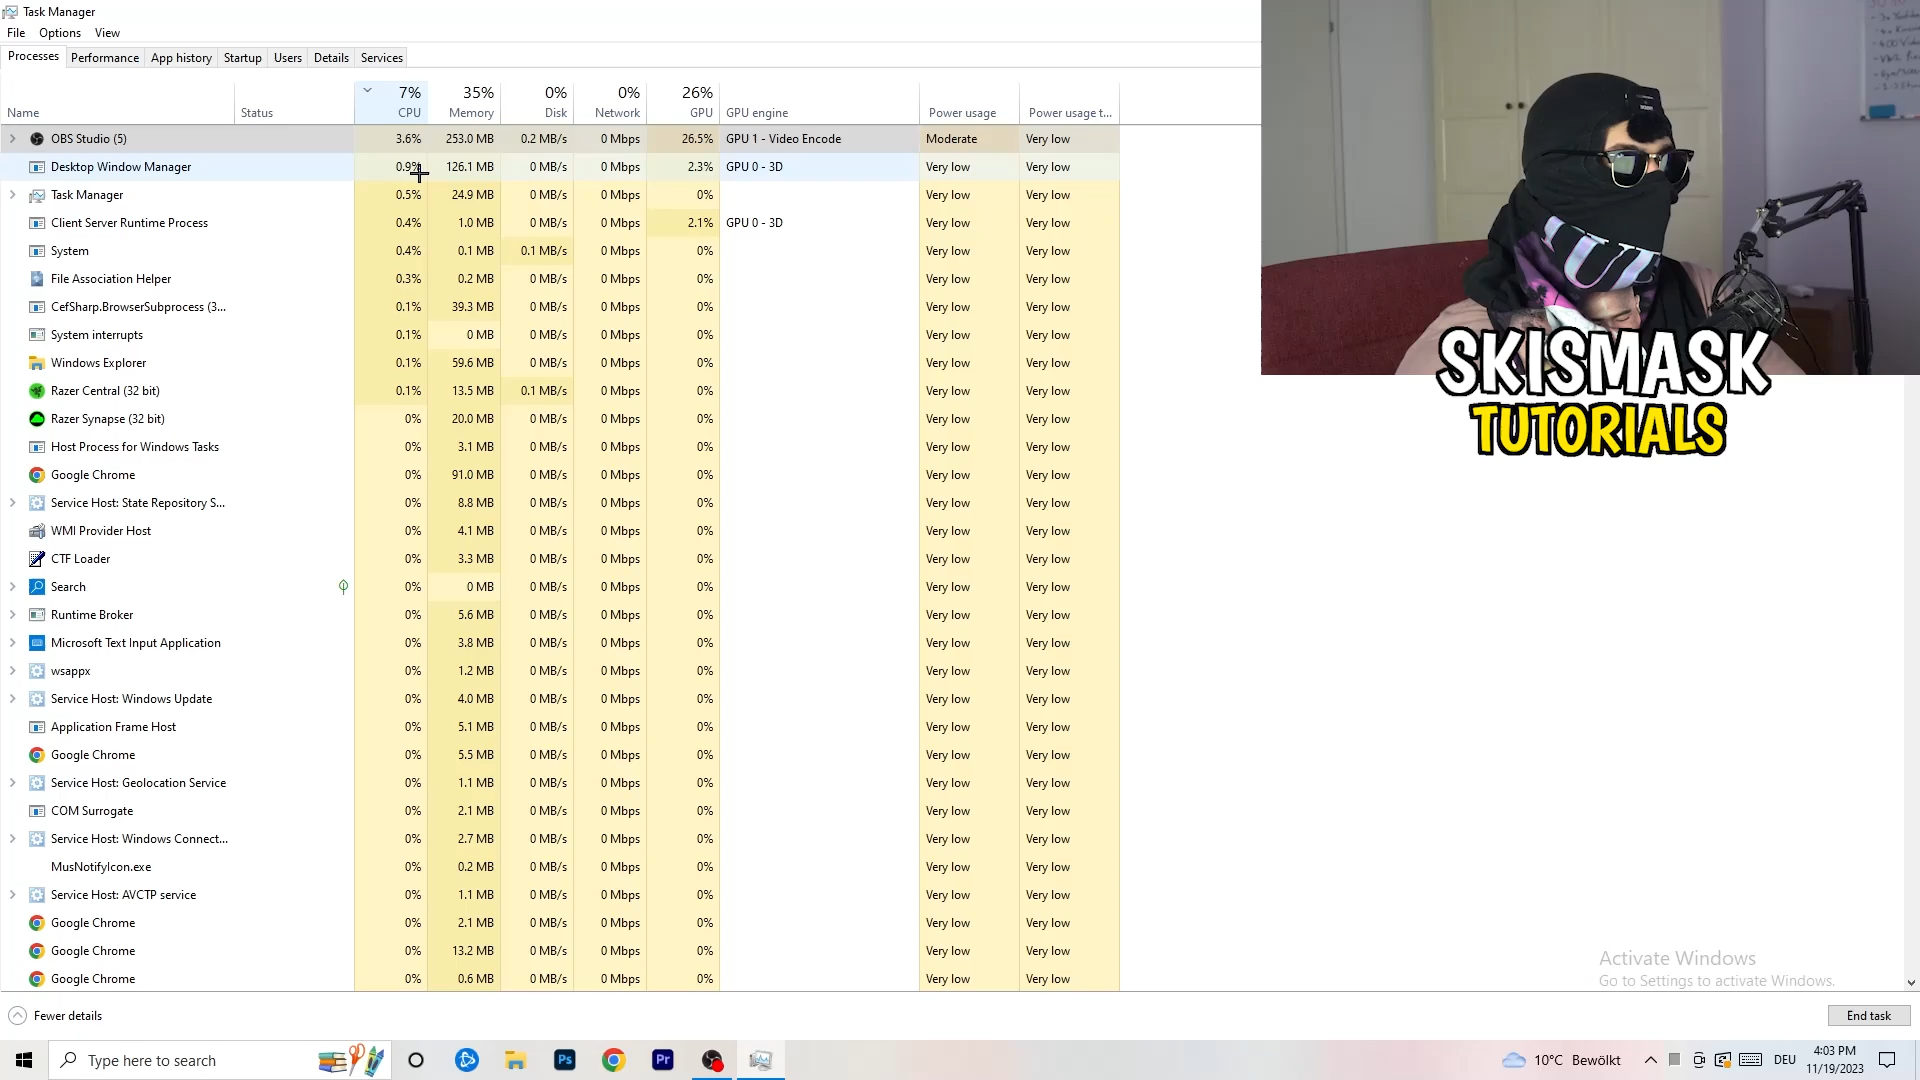 Task Manager
File Options View
Processes Performance App history Startup Users Details Services
7% 35% 0% 0% 26%
Name Status CPU Memory Disk Network GPU GPU engine Power usage Power usage t...
OBS Studio (5) 3.6% 253.0 MB 0.2 MB/s 0 Mbps 26.5% GPU 1 - Video Encode Moderate Very low
Desktop Window Manager 0.9% 126.1 MB 0 MB/s 0 Mbps 2.3% GPU 0 - 3D Very low Very low
Task Manager 0.5% 24.9 MB 0 MB/s 0 Mbps 0% Very low Very low
Client Server Runtime Process 0.4% 1.0 MB 0 MB/s 0 Mbps 2.1% GPU 0 - 3D Very low Very low
System 0.4% 0.1 MB 0.1 MB/s 0 Mbps 0% Very low Very low
File Association Helper 0.3% 0.2 MB 0 MB/s 0 Mbps 0% Very low Very low
CefSharp.BrowserSubprocess (3... 0.1% 39.3 MB 0 MB/s 0 Mbps 0% Very low Very low
System interrupts 0.1% 0 MB 0 MB/s 0 Mbps 0% Very low Very low
Windows Explorer 0.1% 59.6 MB 0 MB/s 0 Mbps 0% Very low Very low
Razer Central (32 bit) 0.1% 13.5 MB 0.1 MB/s 0 Mbps 0% Very low Very low
Razer Synapse (32 bit) 0% 20.0 MB 0 MB/s 0 Mbps 0% Very low Very low
Host Process for Windows Tasks 0% 3.1 MB 0 MB/s 0 Mbps 0% Very low Very low
Google Chrome 0% 91.0 MB 0 MB/s 0 Mbps 0% Very low Very low
Service Host: State Repository S... 0% 8.8 MB 0 MB/s 0 Mbps 0% Very low Very low
WMI Provider Host 0% 4.1 MB 0 MB/s 0 Mbps 0% Very low Very low
CTF Loader 0% 3.3 MB 0 MB/s 0 Mbps 0% Very low Very low
Search 0% 0 MB 0 MB/s 0 Mbps 0% Very low Very low
Runtime Broker 0% 5.6 MB 0 MB/s 0 Mbps 0% Very low Very low
Microsoft Text Input Application 0% 3.8 MB 0 MB/s 0 Mbps 0% Very low Very low
wsappx 0% 1.2 MB 0 MB/s 0 Mbps 0% Very low Very low
Service Host: Windows Update 0% 4.0 MB 0 MB/s 0 Mbps 0% Very low Very low
Application Frame Host 0% 5.1 MB 0 MB/s 0 Mbps 0% Very low Very low
Google Chrome 0% 5.5 MB 0 MB/s 0 Mbps 0% Very low Very low
Service Host: Geolocation Service 0% 1.1 MB 0 MB/s 0 Mbps 0% Very low Very low
COM Surrogate 0% 2.1 MB 0 MB/s 0 Mbps 0% Very low Very low
Service Host: Windows Connect... 0% 2.7 MB 0 MB/s 0 Mbps 0% Very low Very low
MusNotifyIcon.exe 0% 0.2 MB 0 MB/s 0 Mbps 0% Very low Very low
Service Host: AVCTP service 0% 1.1 MB 0 MB/s 0 Mbps 0% Very low Very low
Google Chrome 0% 2.1 MB 0 MB/s 0 Mbps 0% Very low Very low
Google Chrome 0% 13.2 MB 0 MB/s 0 Mbps 0% Very low Very low
Google Chrome 0% 0.6 MB 0 MB/s 0 Mbps 0% Very low Very low
SKISMASK
TUTORIALS
Activate Windows
Go to Settings to activate Windows.
Fewer details End task
Type here to search Ps Pr 10°C Bewölkt DEU 4:03 PM
11/19/2023